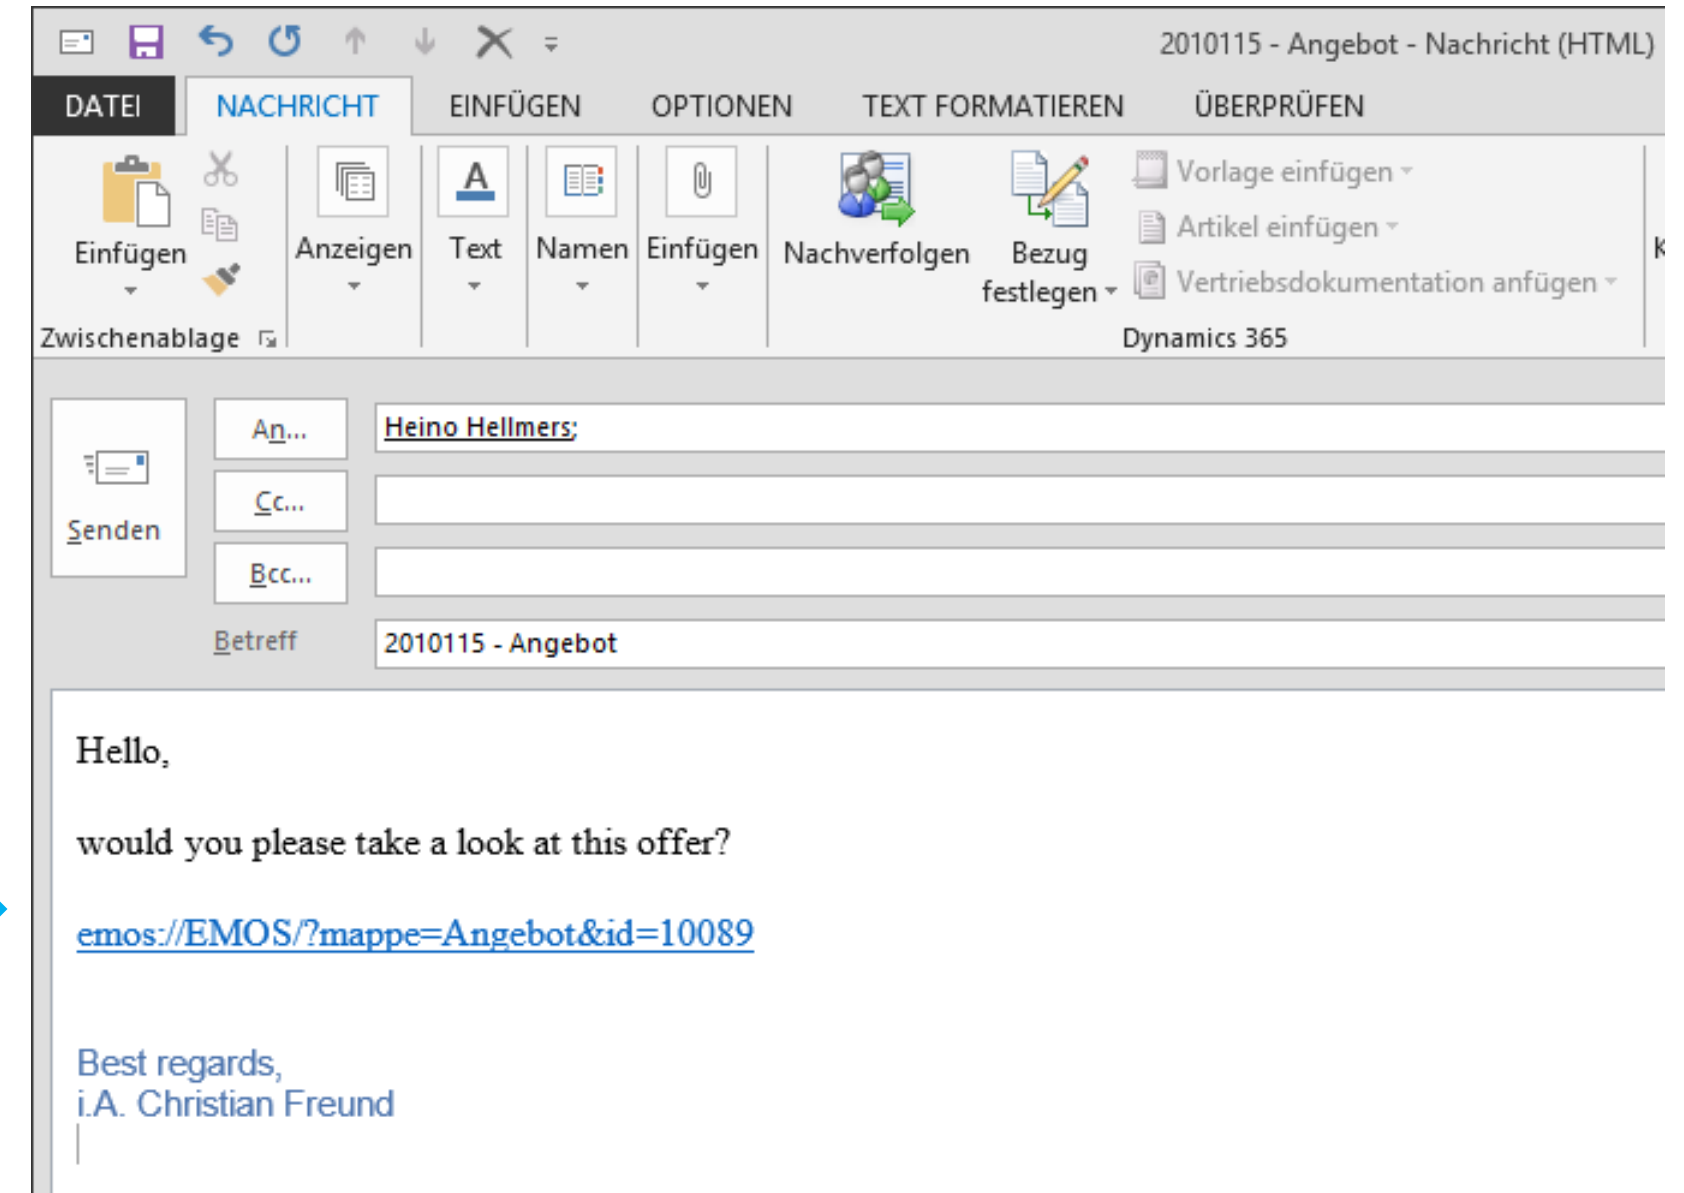 2010115 - Angebot - Nachricht (HTML)
DATEI NACHRICHT EINFÜGEN OPTIONEN TEXT FORMATIEREN ÜBERPRÜFEN
Einfügen
Anzeigen
Text
Namen
Einfügen
Nachverfolgen
Bezug
festlegen
Vorlage einfügen
Artikel einfügen
Vertriebsdokumentation anfügen
K
Zwischenablage
Dynamics 365
Senden
An... Heino Hellmers;
Cc...
Bcc...
Betreff 2010115 - Angebot
Hello,
would you please take a look at this offer?
emos://EMOS/?mappe=Angebot&id=10089
Best regards,
i.A. Christian Freund